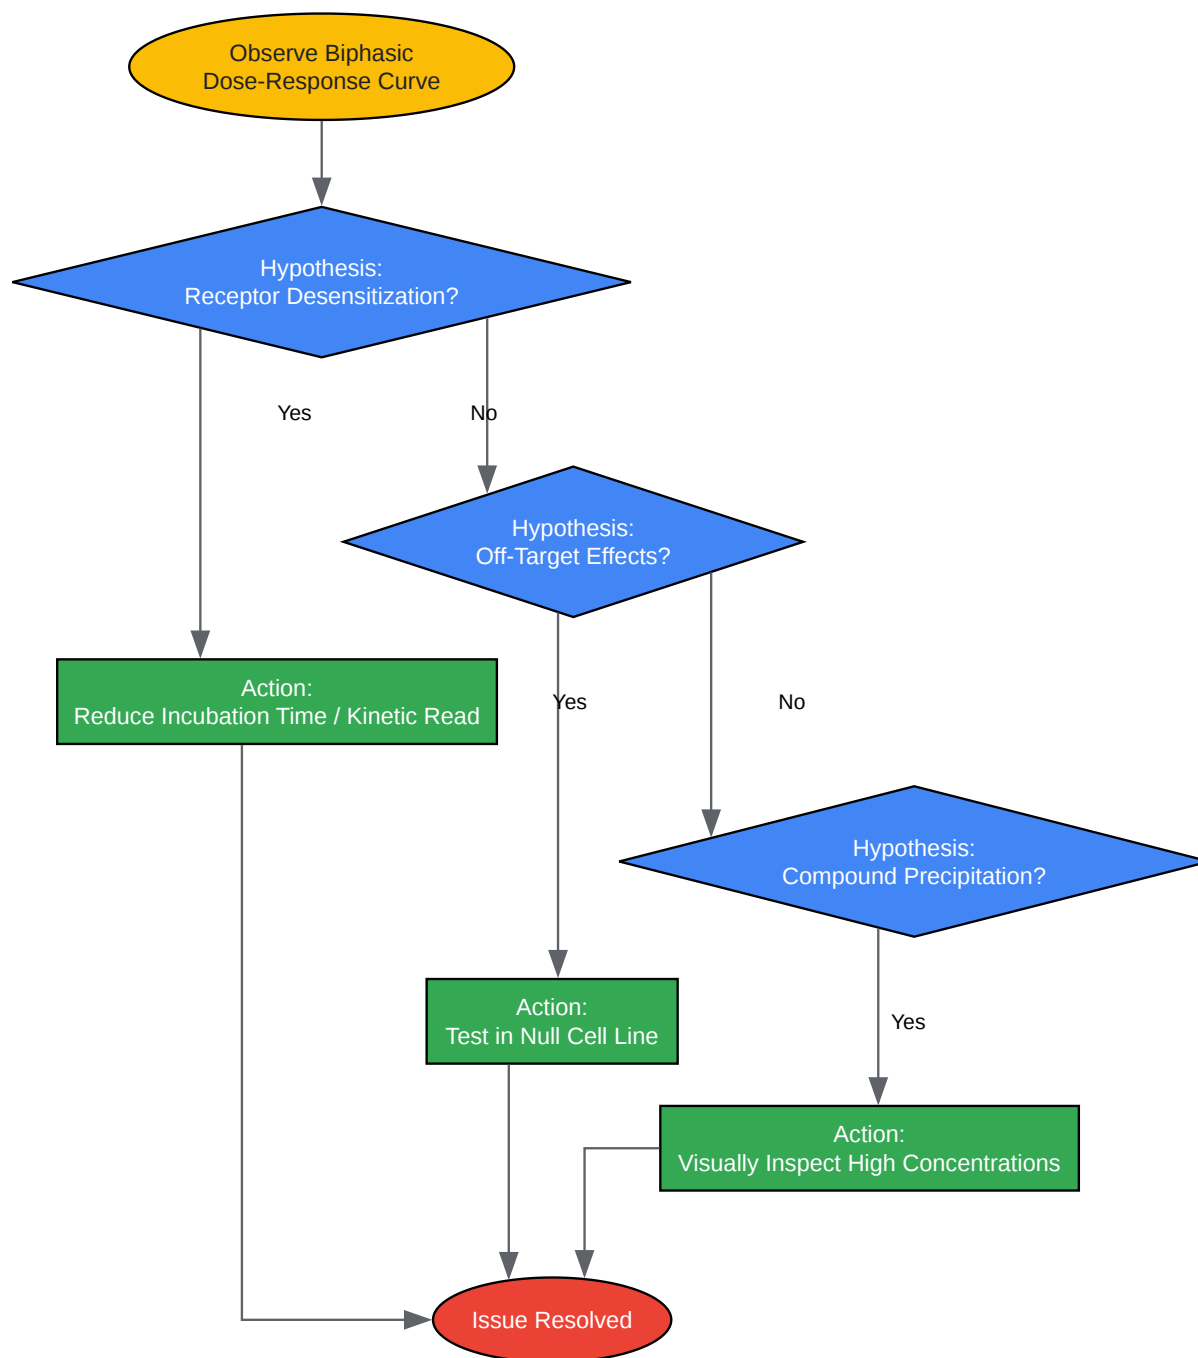 Observe Biphasic
Dose-Response Curve
Hypothesis:
Receptor Desensitization?
Yes
No
Hypothesis:
Off-Target Effects?
Action:
Reduce Incubation Time / Kinetic Read
Yes
No
Hypothesis:
Compound Precipitation?
Action:
Test in Null Cell Line
Yes
Action:
Visually Inspect High Concentrations
Issue Resolved